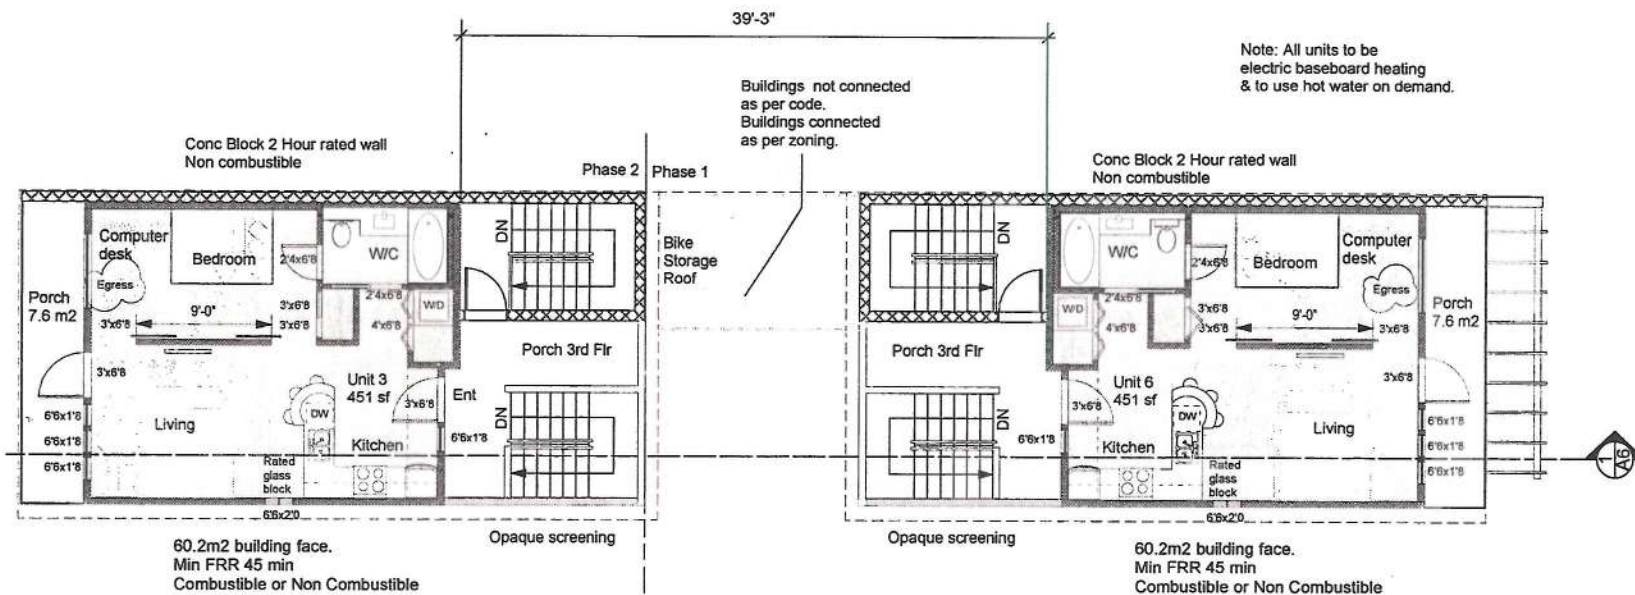 39'-3"
Note: All units to be
electric baseboard heating
& to use hot water on demand.
Buildings not connected
as per code.
Buildings connected
as per zoning.
Conc Block 2 Hour rated wall
Non combustible
Phase 2
Phase 1
Conc Block 2 Hour rated wall
Non combustible
Computer
desk
Egress
Bedroom
2'4x6'8
W/C
DN
Bike
Storage
Roof
Porch
7.6 m2
3'x6'8
9'-0"
3'x6'8
3'x6'8
2'4x6'8
W/D
4'x6'8
3'x6'8
Porch 3rd Flr
Unit 3
451 sf
Ent
3'x6'8
DW
DN
6'6x1'8
6'6x1'8
6'6x1'8
6'6x1'8
Living
Kitchen
Rated
glass
block
6'6x2'0
Opaque screening
60.2m2 building face.
Min FRR 45 min
Combustible or Non Combustible
DN
W/C
2'4x6'8
Bedroom
Computer
desk
Egress
Porch
7.6 m2
W/D
2'4x6'8
4'x6'8
3'x6'8
3'x6'8
9'-0"
3'x6'8
Porch 3rd Flr
Unit 6
451 sf
3'x6'8
3'x6'8
DW
DN
6'6x1'8
Kitchen
Living
6'6x1'8
6'6x1'8
6'6x1'8
Rated
glass
block
6'6x2'0
1
A6
Opaque screening
60.2m2 building face.
Min FRR 45 min
Combustible or Non Combustible